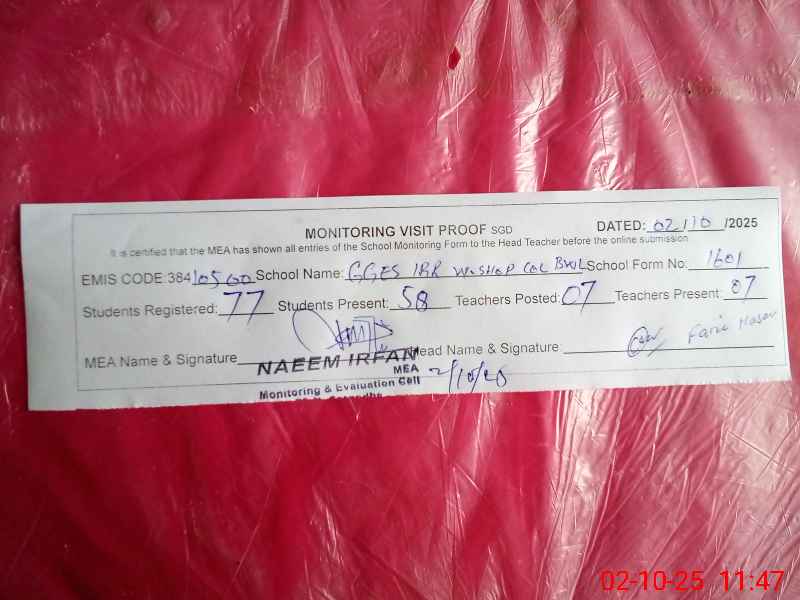 MONITORING VISIT PROOF SGD DATED: 02/10/2025
It is certified that the MEA has shown all entries of the School Monitoring Form to the Head Teacher before the online submission
EMIS CODE:38410500 School Name: GGES IRR W-SHOP COL BWL School Form No: 1601
Students Registered: 77 Students Present: 58 Teachers Posted: 07 Teachers Present: 07
MEA Name & Signature Head Name & Signature:
NAEEM IRFAN
MEA 2/10/25
Monitoring & Evaluation Cell
02-10-25 11:47